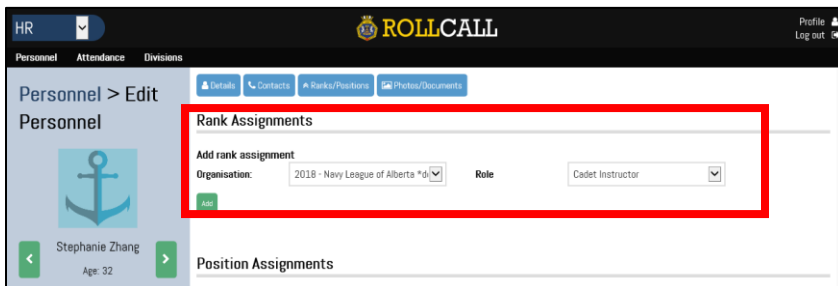 HR
ROLLCALL
Profile
Log out
Personnel Attendance Divisions
Personnel > Edit
Personnel
Stephanie Zhang
Age: 32
Details Contacts Ranks/Positions Photos/Documents
Rank Assignments
Add rank assignment
Organisation: 2018 - Navy League of Alberta *d Role Cadet Instructor
Add
Position Assignments